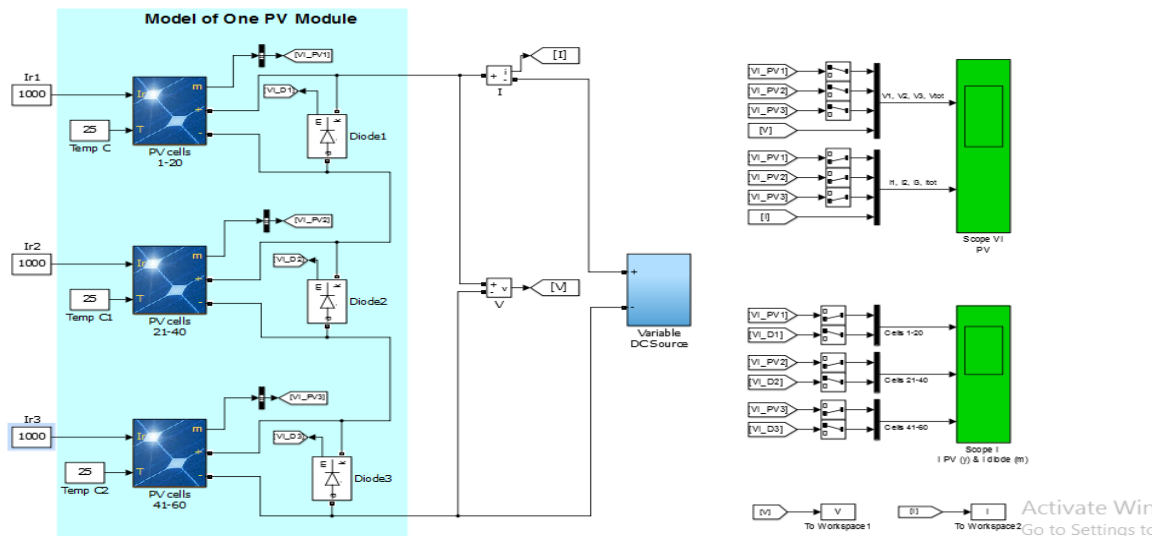 Model of One PV Module
Ir1
1000
25
Temp C
Ir
T
m
+
-
PV cells
1-20
[VI_PV1]
[VI_D1]
m
k
a
Diode1
Ir2
1000
25
Temp C1
Ir
T
m
+
-
PV cells
21-40
[VI_PV2]
[VI_D2]
m
k
a
Diode2
Ir3
1000
25
Temp C2
Ir
T
m
+
-
PV cells
41-60
[VI_PV3]
[VI_D3]
m
k
a
Diode3
+
i
-
I
[I]
+
-
v
V
[V]
+
-
Variable
DC Source
[VI_PV1]
[VI_PV2]
[VI_PV3]
[V]
V1, V2, V3, Vtot
[VI_PV1]
[VI_PV2]
[VI_PV3]
[I]
I1, I2, I3, Itot
Scope VI
PV
[VI_PV1]
[VI_D1]
Cells 1-20
[VI_PV2]
[VI_D2]
Cells 21-40
[VI_PV3]
[VI_D3]
Cells 41-60
Scope I
I PV (y) & I diode (m)
[V]
V
To Workspace1
[I]
I
To Workspace2
Activate Win
Go to Settings to